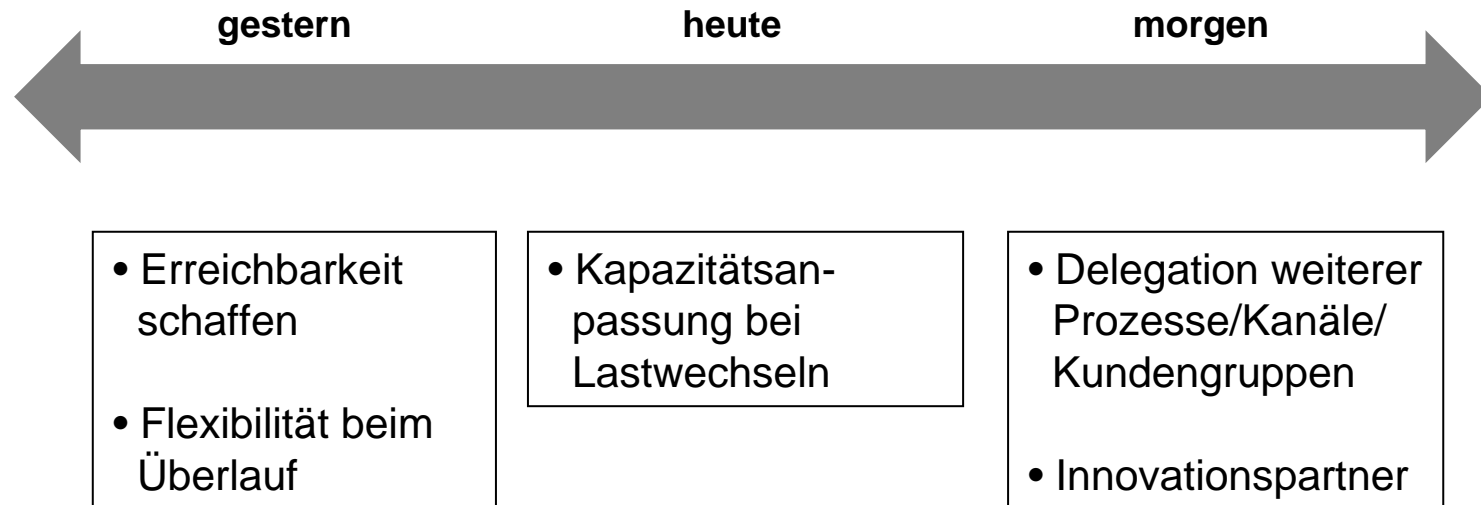 gestern heute morgen
• Erreichbarkeit
schaffen
• Flexibilität beim
Überlauf
• Kapazitätsan-
passung bei
Lastwechseln
• Delegation weiterer
Prozesse/Kanäle/
Kundengruppen
• Innovationspartner